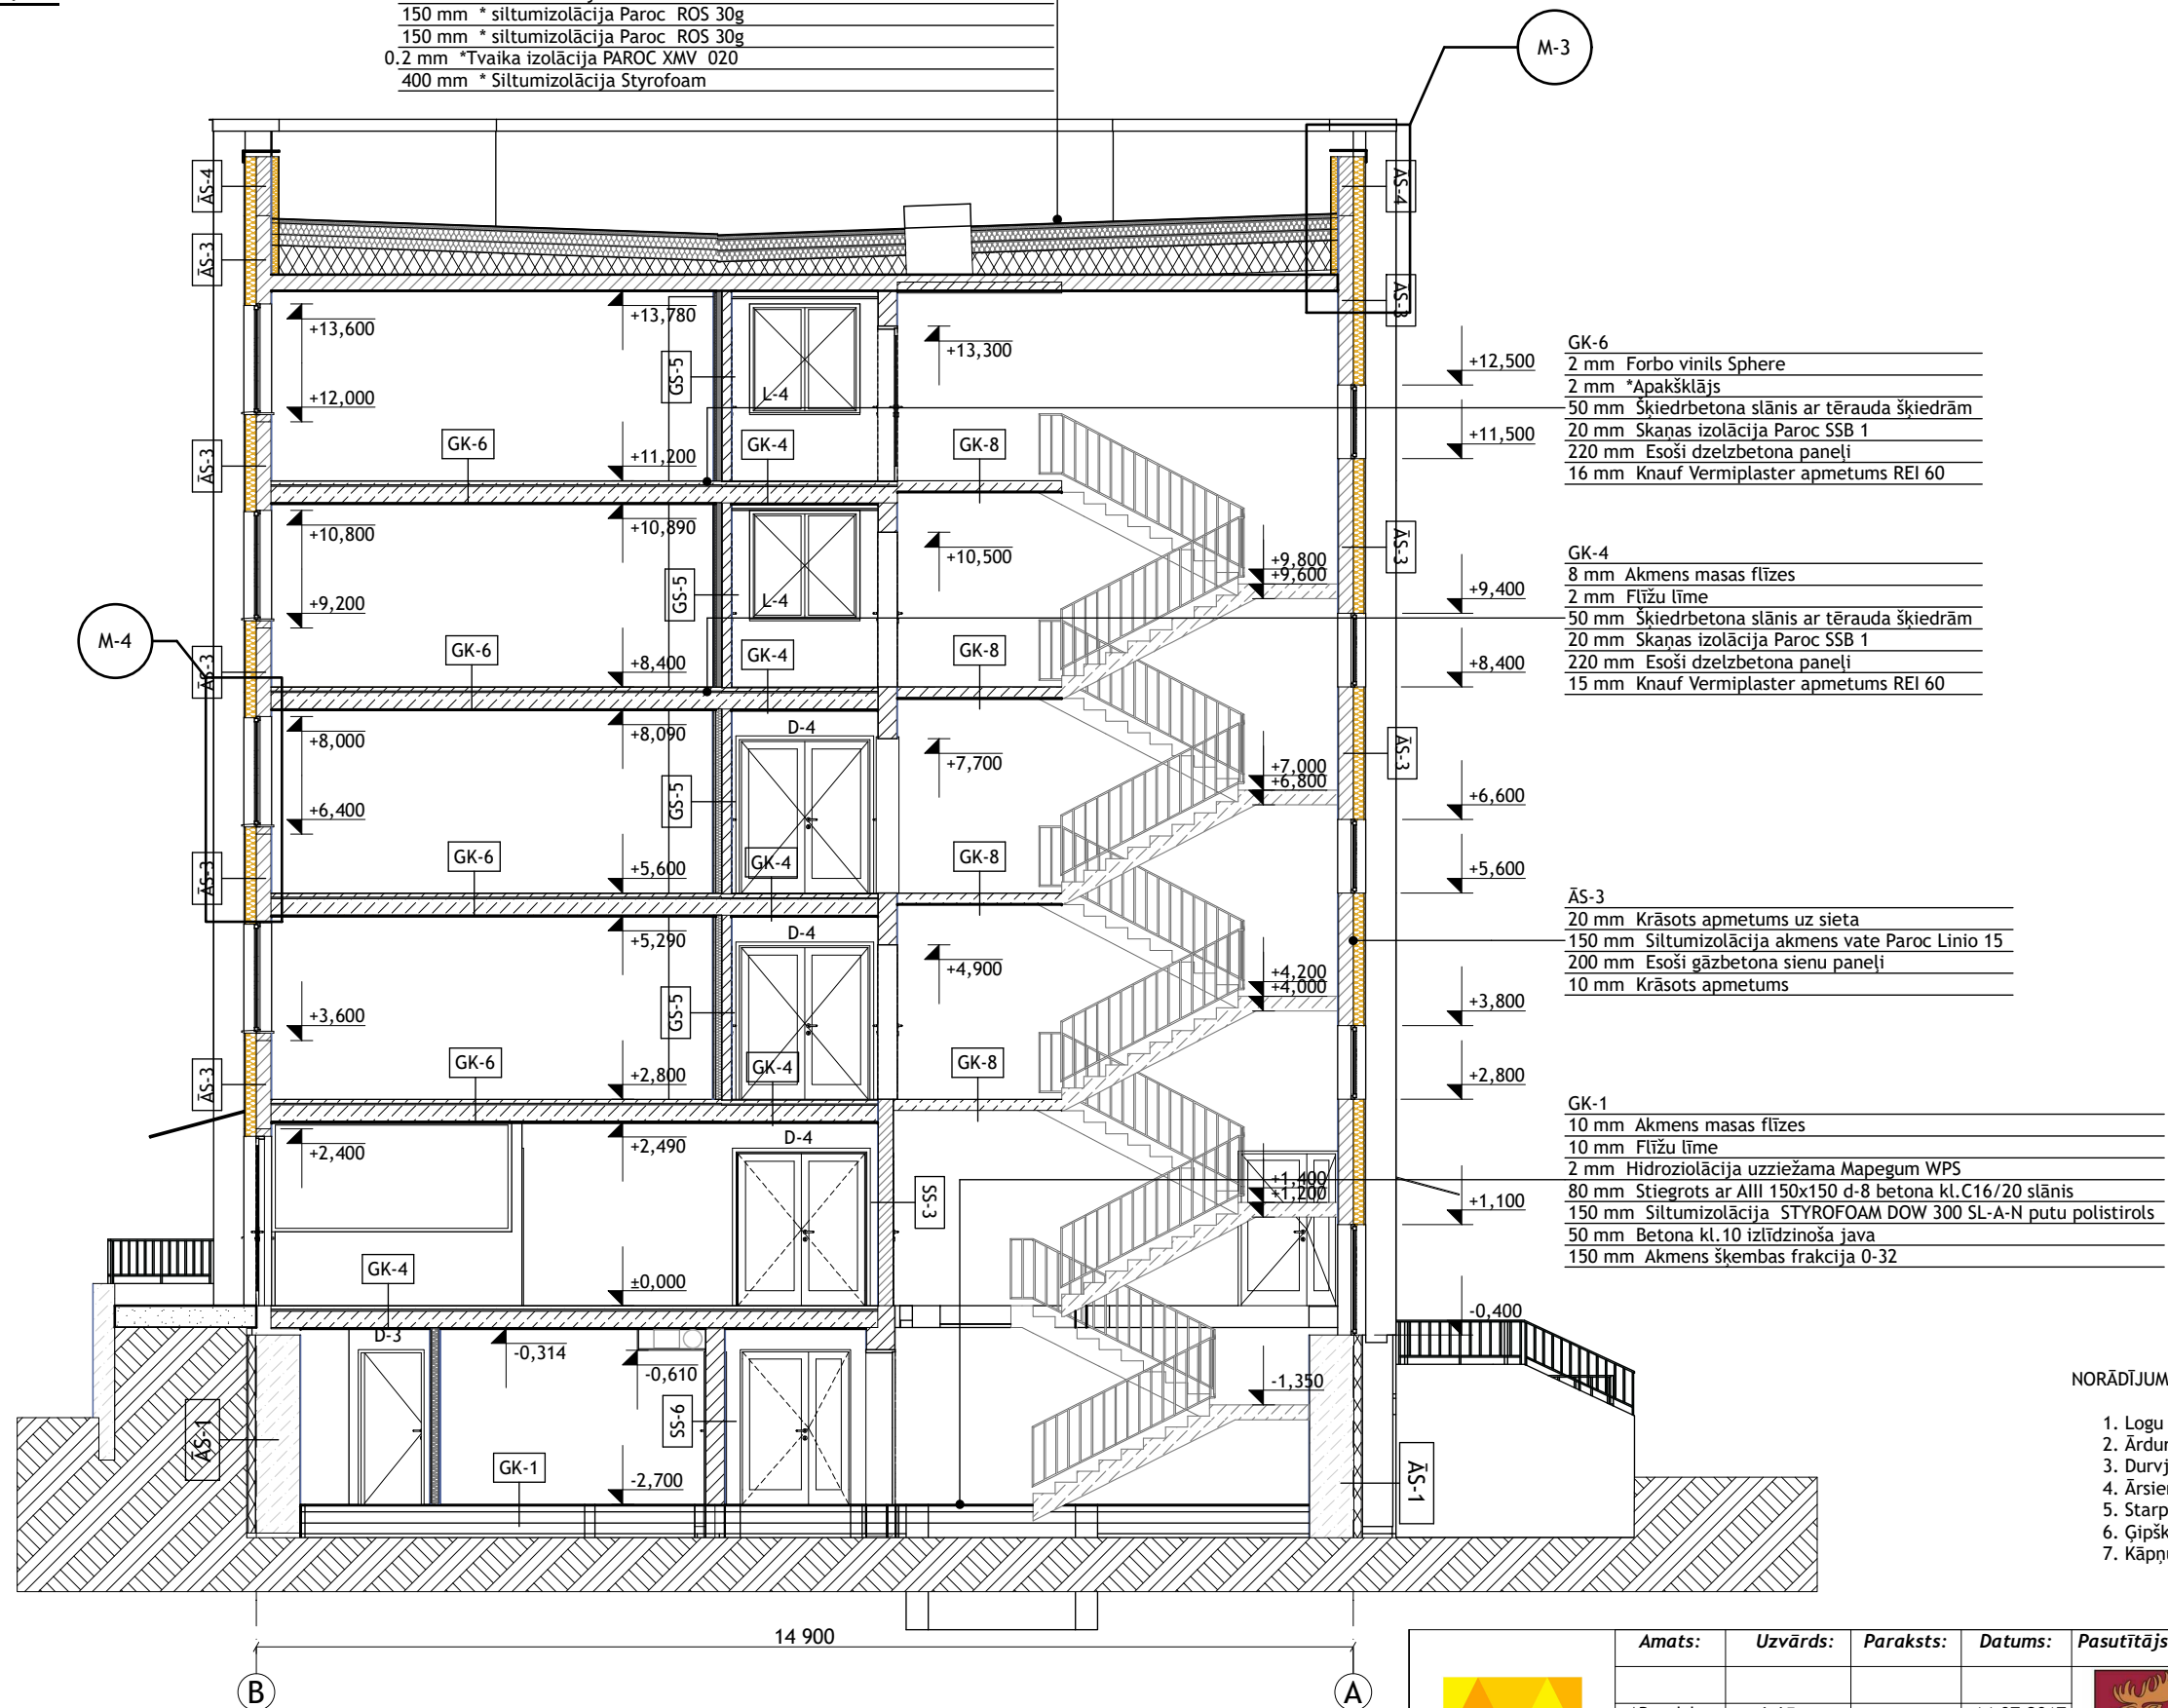 150 mm * siltumizolācija Paroc ROS 30g
150 mm * siltumizolācija Paroc ROS 30g
0.2 mm *Tvaika izolācija PAROC XMV 020
400 mm * Siltumizolācija Styrofoam
M-3
ĀS-4
ĀS-4
ĀS-3
ĀS-3
+13,600
+13,780
+13,300
GS-5
L-4
+12,000
+12,500
+11,500
GK-6
2 mm Forbo vinils Sphere
2 mm *Apakšklājs
50 mm Šķiedrbetona slānis ar tērauda šķiedrām
20 mm Skaņas izolācija Paroc SSB 1
220 mm Esoši dzelzbetona paneļi
16 mm Knauf Vermiplaster apmetums REI 60
ĀS-3
GK-6
+11,200
GK-4
GK-8
+10,800
+10,890
+10,500
ĀS-3
GS-5
L-4
+9,800
+9,600
+9,200
+9,400
GK-4
8 mm Akmens masas flīzes
2 mm Flīžu līme
50 mm Šķiedrbetona slānis ar tērauda šķiedrām
20 mm Skaņas izolācija Paroc SSB 1
220 mm Esoši dzelzbetona paneļi
15 mm Knauf Vermiplaster apmetums REI 60
M-4
ĀS-3
GK-6
+8,400
GK-4
GK-8
+8,400
+8,000
+8,090
D-4
+7,700
ĀS-3
GS-5
+7,000
+6,800
+6,400
+6,600
ĀS-3
GK-6
+5,600
GK-4
GK-8
+5,600
ĀS-3
20 mm Krāsots apmetums uz sieta
150 mm Siltumizolācija akmens vate Paroc Linio 15
200 mm Esoši gāzbetona sienu paneļi
10 mm Krāsots apmetums
+5,290
D-4
+4,900
GS-5
+4,200
+4,000
+3,600
+3,800
ĀS-3
GK-6
+2,800
GK-4
GK-8
+2,800
GK-1
10 mm Akmens masas flīzes
10 mm Flīžu līme
2 mm Hidroziolācija uzziežama Mapegum WPS
80 mm Stiegrots ar AIII 150x150 d-8 betona kl.C16/20 slānis
150 mm Siltumizolācija STYROFOAM DOW 300 SL-A-N putu polistirols
50 mm Betona kl.10 izlīdzinoša java
150 mm Akmens šķembas frakcija 0-32
+2,400
+2,490
D-4
SS-3
+1,400
+1,200
+1,100
GK-4
±0,000
-0,400
D-3
-0,314
-0,610
-1,350
ĀS-1
SS-6
GK-1
-2,700
ĀS-1
NORĀDĪJUM
1. Logu
2. Ārdur
3. Durvj
4. Ārsien
5. Starp
6. Ģipšk
7. Kāpņu
14 900
B
A
Amats:
Uzvārds:
Paraksts:
Datums:
Pasutītājs